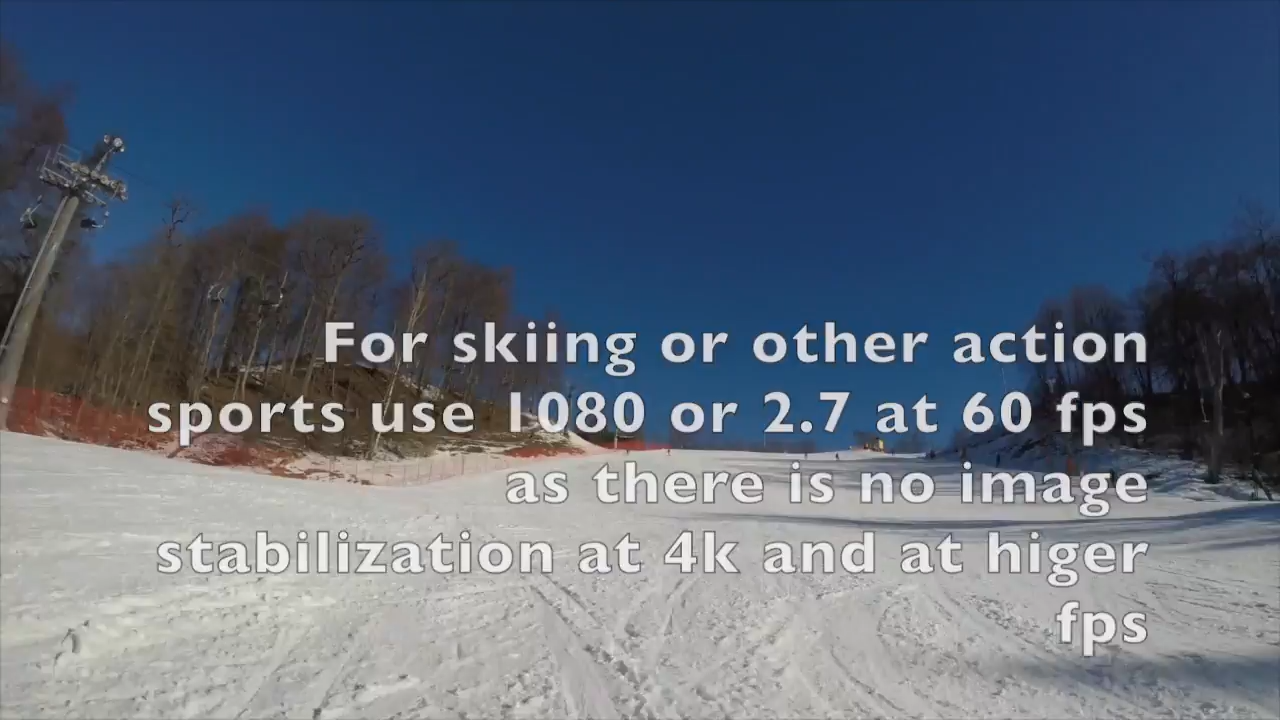 For skiing or other action
sports use 1080 or 2.7 at 60 fps
as there is no image
stabilization at 4k and at higer
fps